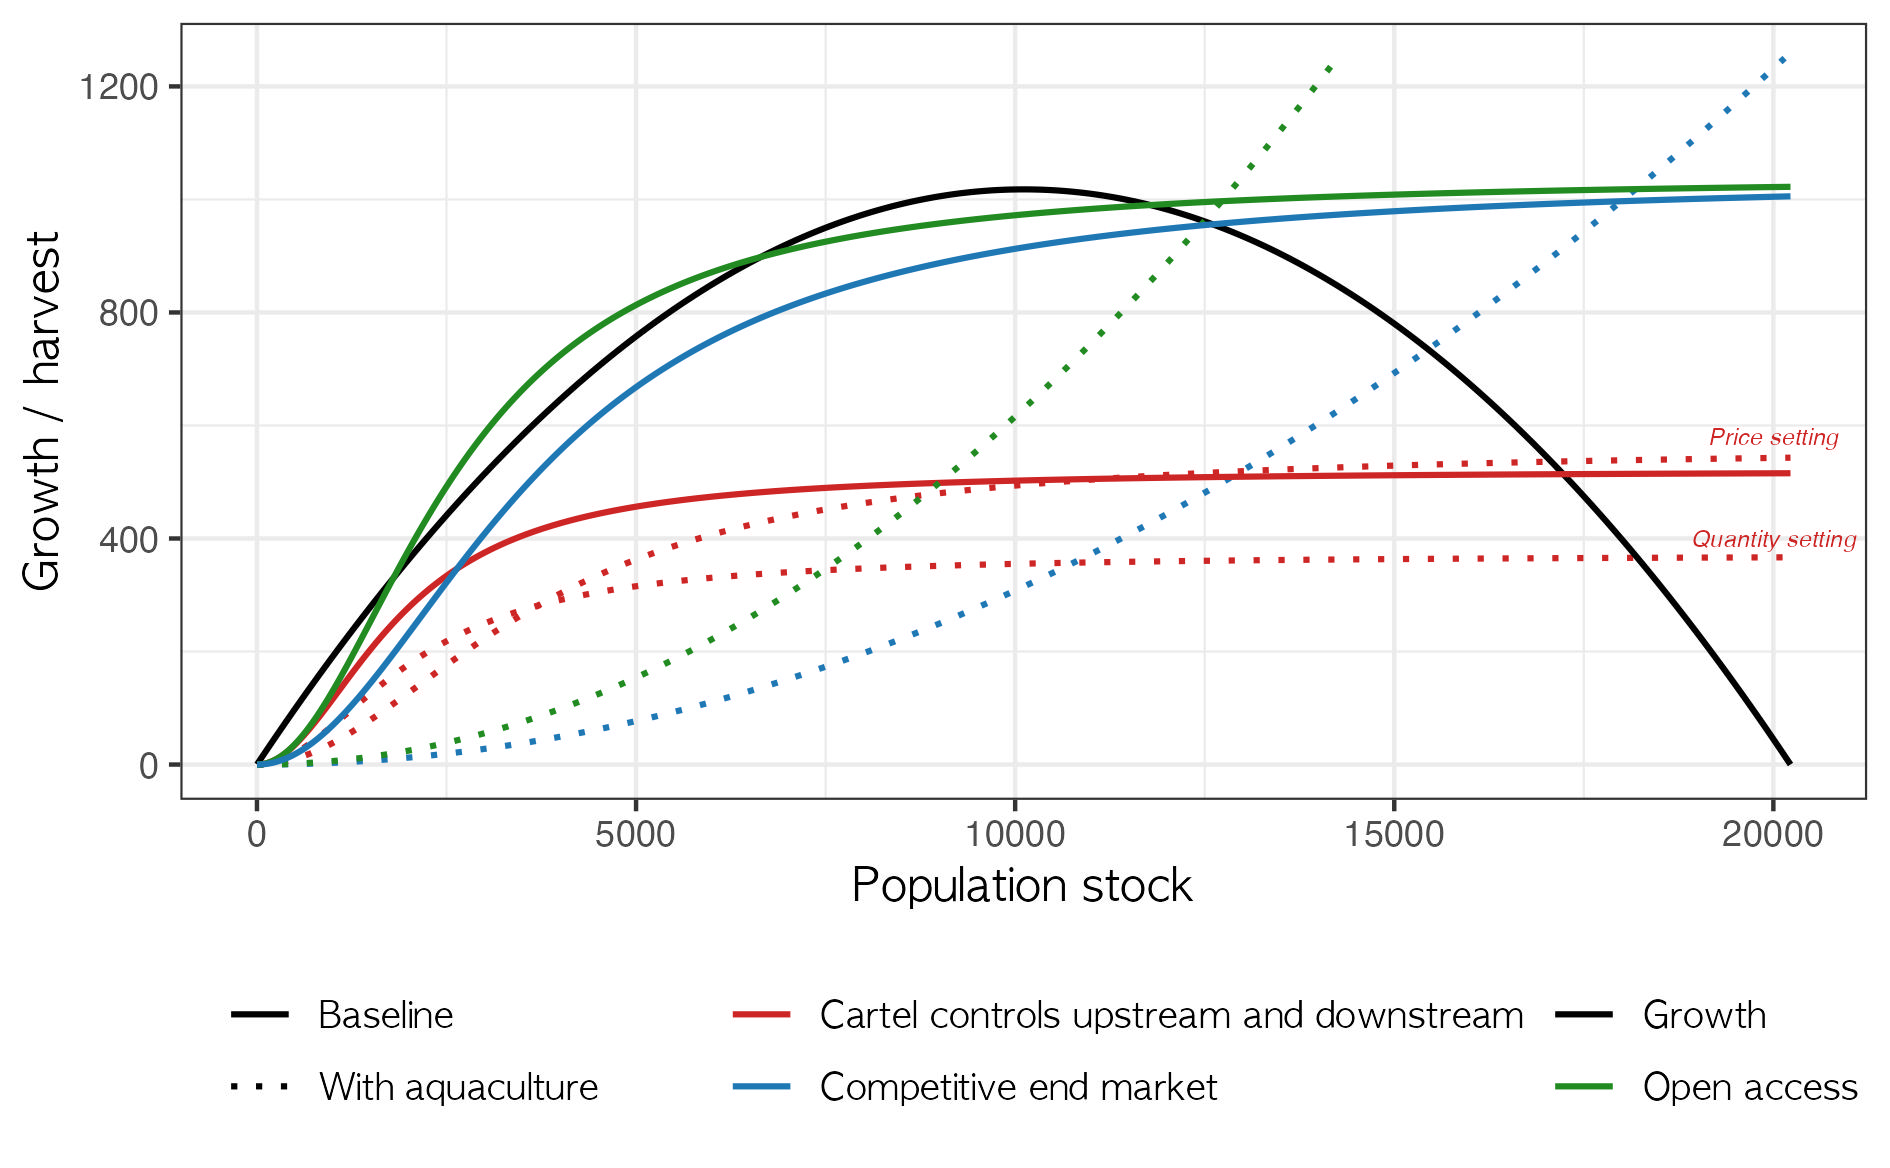 Growth / harvest
1200
800
400
0
Price setting
Quantity setting
0
5000
10000
15000
20000
Population stock
Baseline
Cartel controls upstream and downstream
Growth
With aquaculture
Competitive end market
Open access